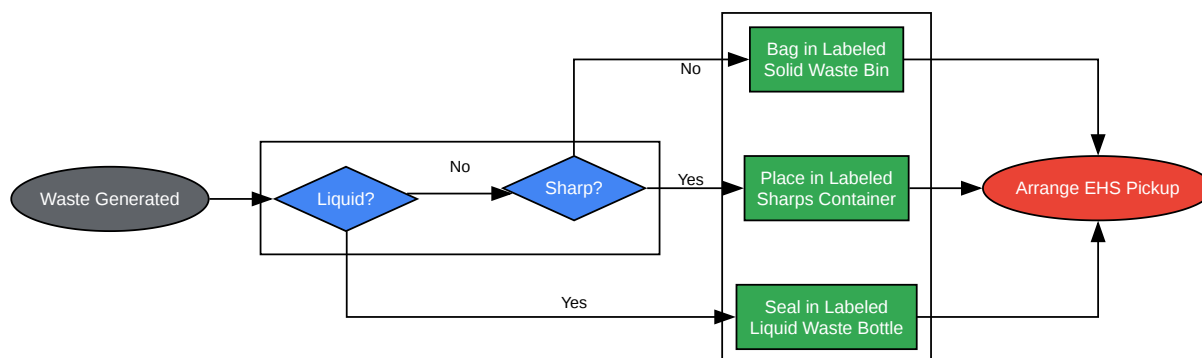 Waste Generated
Liquid?
No
Sharp?
No
Yes
Yes
Bag in Labeled
Solid Waste Bin
Place in Labeled
Sharps Container
Seal in Labeled
Liquid Waste Bottle
Arrange EHS Pickup